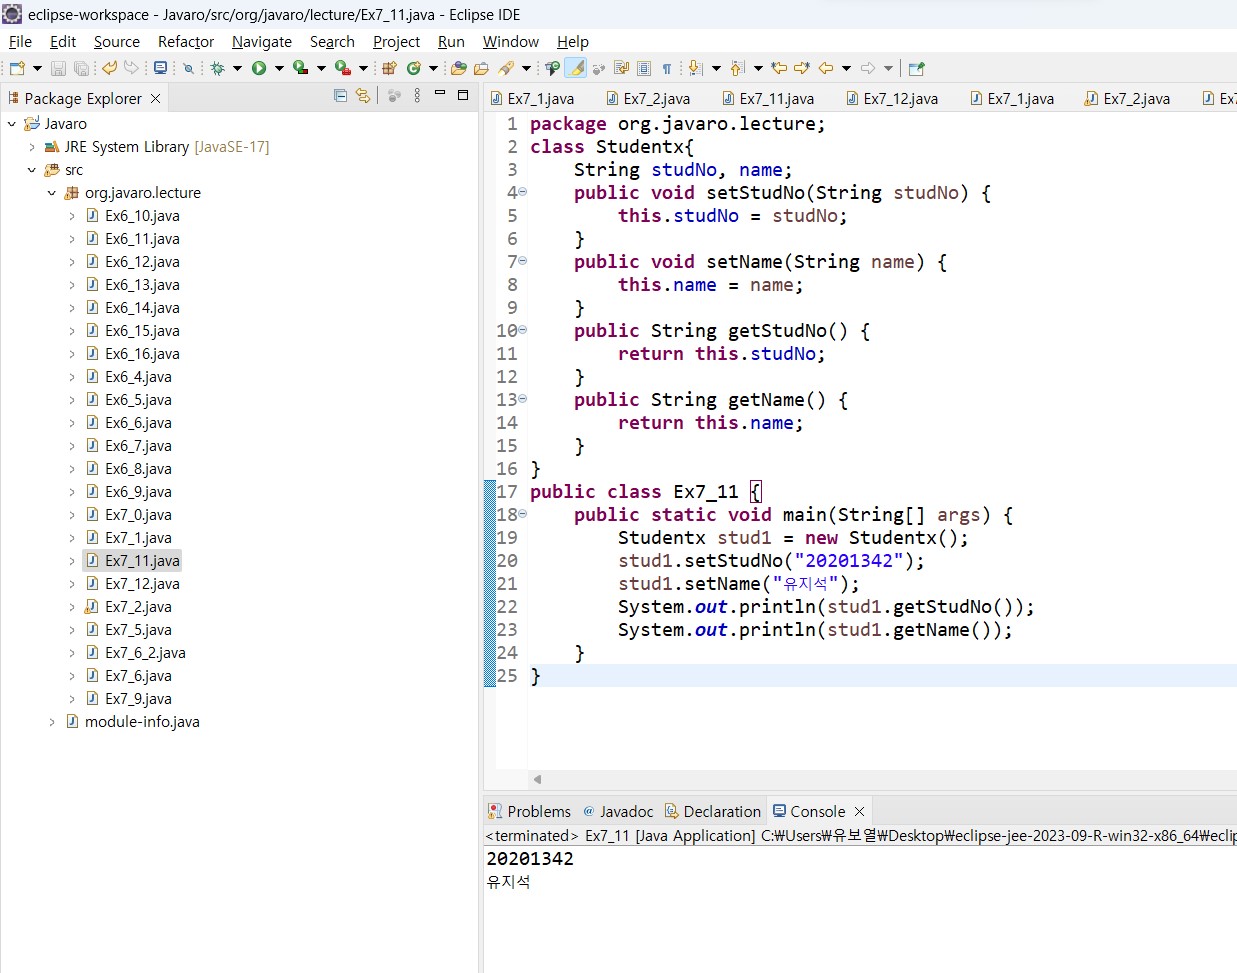 eclipse-workspace - Javaro/src/org/javaro/lecture/Ex7_11.java - Eclipse IDE
File Edit Source Refactor Navigate Search Project Run Window Help
Package Explorer
Javaro
JRE System Library [JavaSE-17]
src
org.javaro.lecture
Ex6_10.java
Ex6_11.java
Ex6_12.java
Ex6_13.java
Ex6_14.java
Ex6_15.java
Ex6_16.java
Ex6_4.java
Ex6_5.java
Ex6_6.java
Ex6_7.java
Ex6_8.java
Ex6_9.java
Ex7_0.java
Ex7_1.java
Ex7_11.java
Ex7_12.java
Ex7_2.java
Ex7_5.java
Ex7_6_2.java
Ex7_6.java
Ex7_9.java
module-info.java
Ex7_1.java Ex7_2.java Ex7_11.java Ex7_12.java Ex7_1.java Ex7_2.java Ex7
1 package org.javaro.lecture;
2 class Studentx{
3 String studNo, name;
4 public void setStudNo(String studNo) {
5 this.studNo = studNo;
6 }
7 public void setName(String name) {
8 this.name = name;
9 }
10 public String getStudNo() {
11 return this.studNo;
12 }
13 public String getName() {
14 return this.name;
15 }
16 }
17 public class Ex7_11 {
18 public static void main(String[] args) {
19 Studentx stud1 = new Studentx();
20 stud1.setStudNo("20201342");
21 stud1.setName("유지석");
22 System.out.println(stud1.getStudNo());
23 System.out.println(stud1.getName());
24 }
25 }
Problems @ Javadoc Declaration Console
<terminated> Ex7_11 [Java Application] C:₩Users₩유보열₩Desktop₩eclipse-jee-2023-09-R-win32-x86_64₩eclip
20201342
유지석